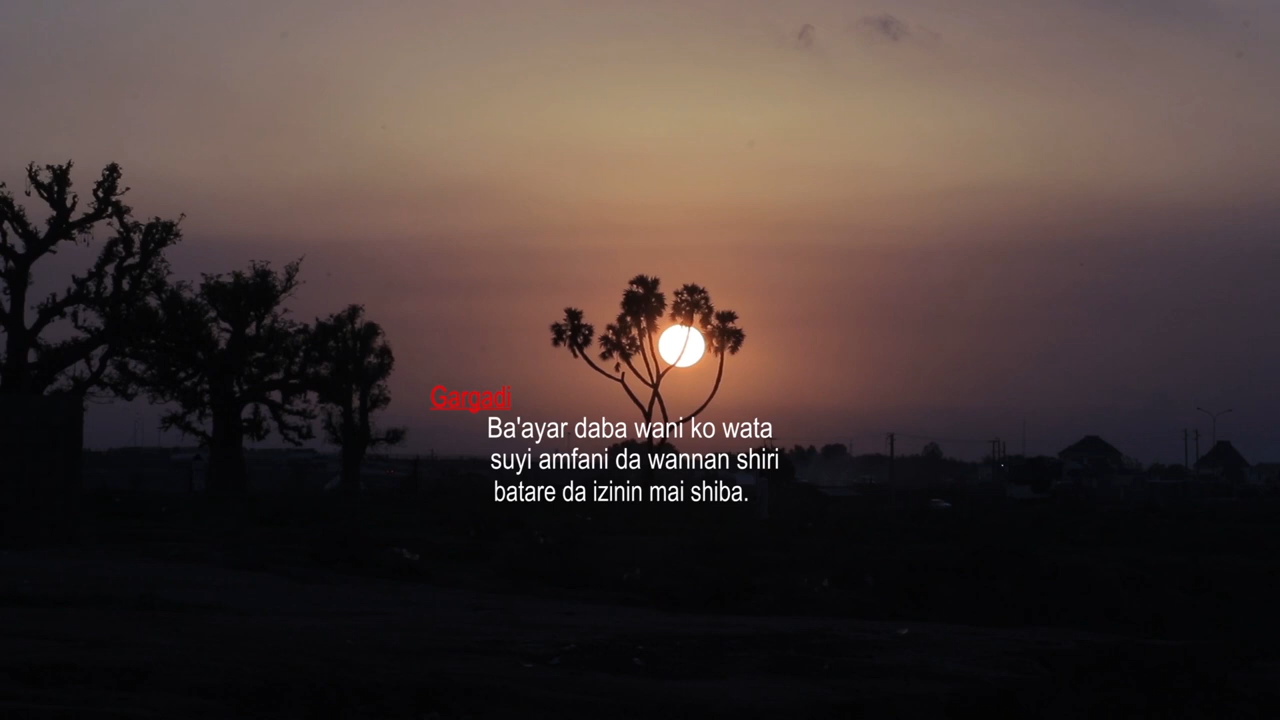 Gargadi
Ba'ayar daba wani ko wata
suyi amfani da wannan shiri
batare da izinin mai shiba.